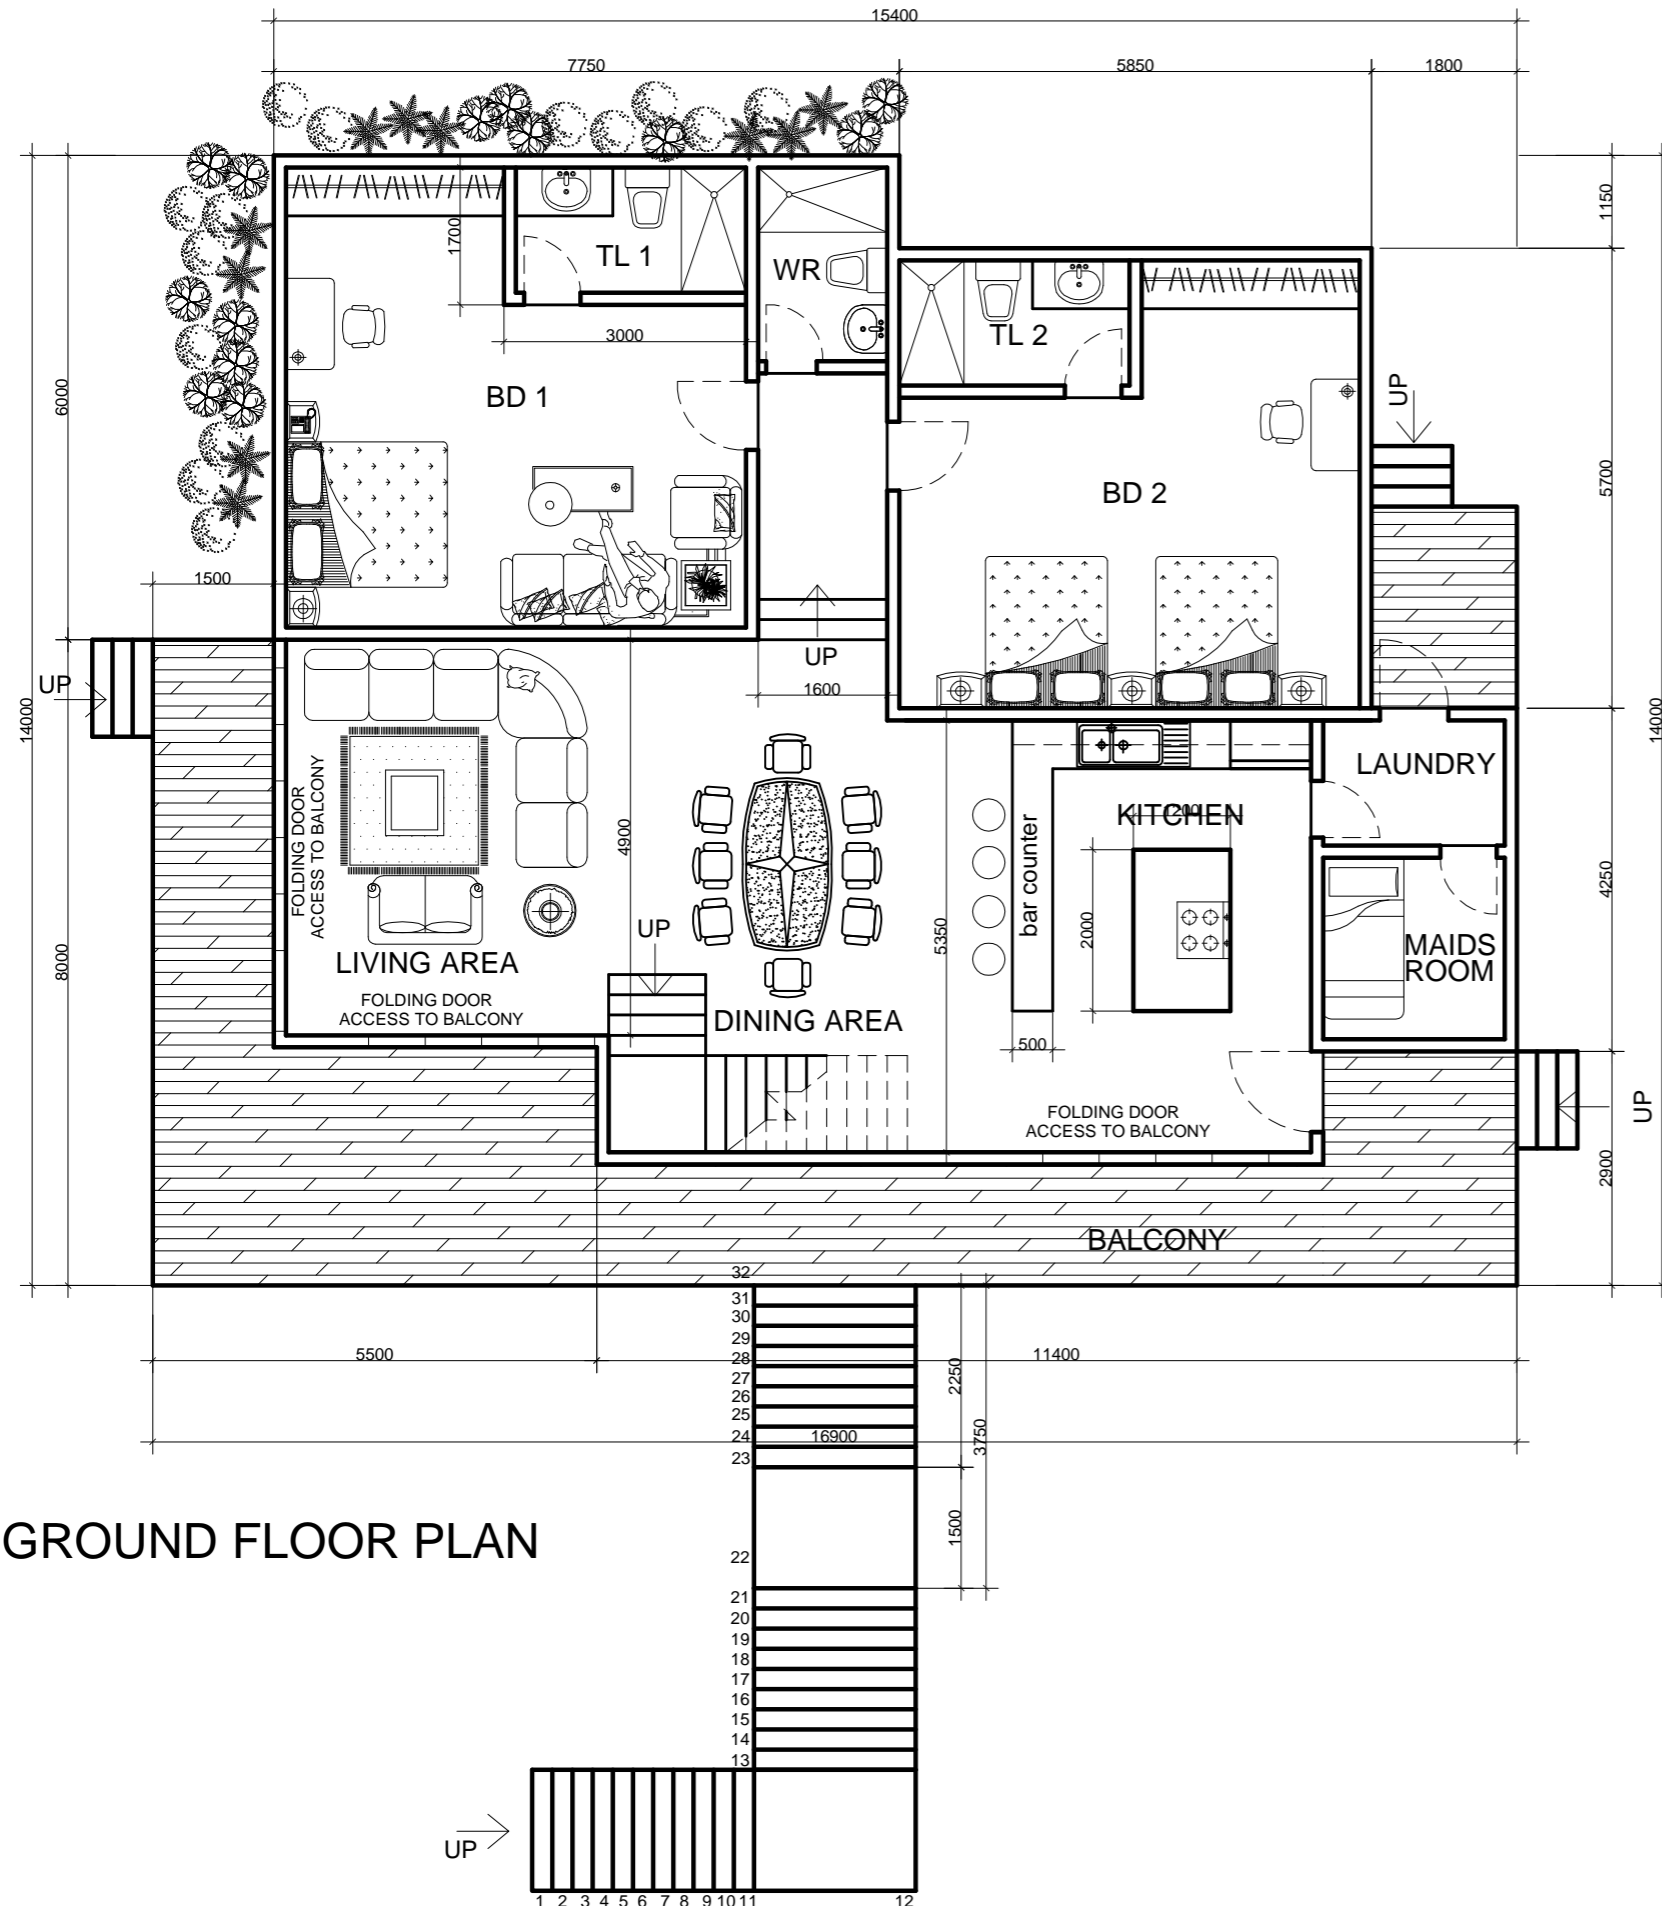 15400
7750
5850
1800
1150
1700
TL 1
WR
3000
TL 2
BD 1
6000
UP
BD 2
5700
1500
UP
UP
1600
14000
14000
FOLDING DOOR
ACCESS TO BALCONY
4900
LAUNDRY
KITCHEN
bar counter
4250
2000
5350
UP
MAIDS
ROOM
LIVING AREA
8000
FOLDING DOOR
ACCESS TO BALCONY
DINING AREA
500
UP
FOLDING DOOR
ACCESS TO BALCONY
2900
BALCONY
32
31
30
29
28
27
26
25
24
23
5500
11400
2250
3750
16900
1500
GROUND FLOOR PLAN
22
21
20
19
18
17
16
15
14
13
UP
1 2 3 4 5 6 7 8 9 10 11 12